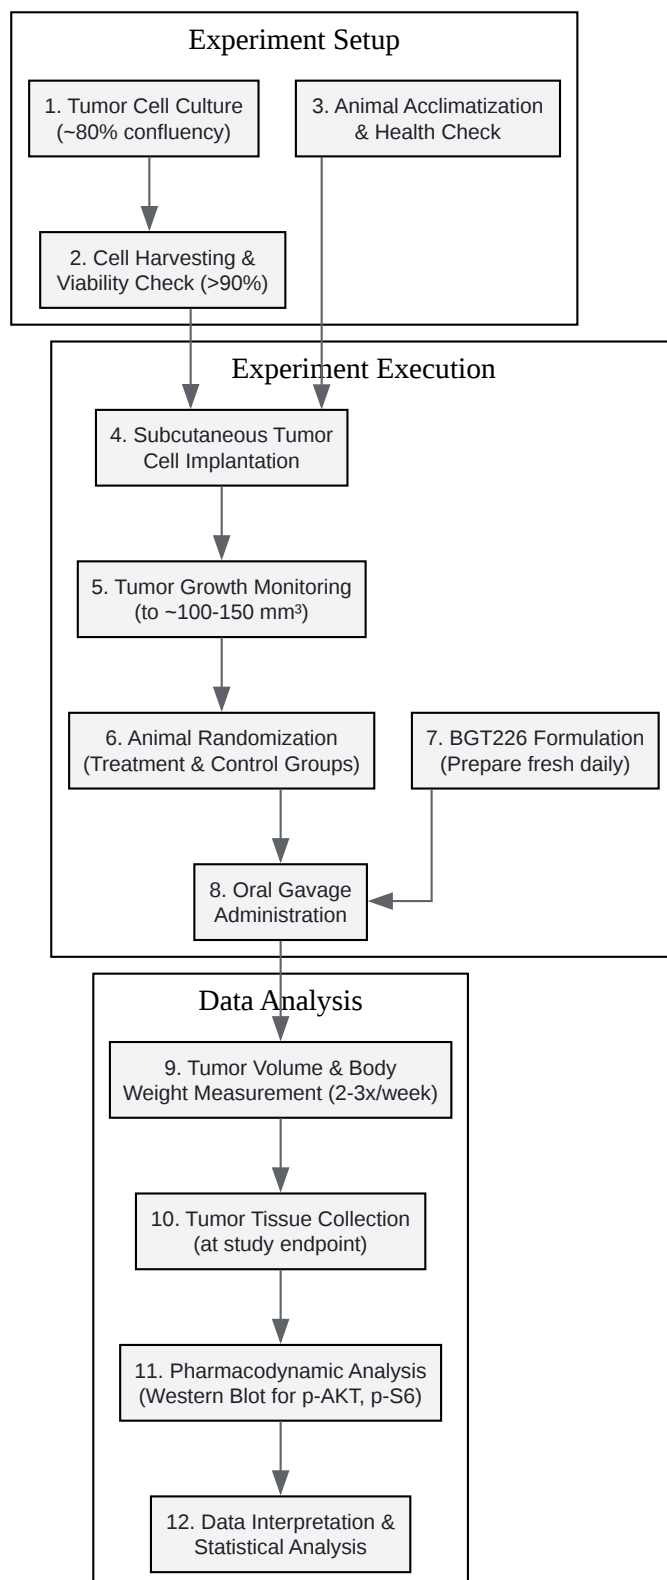 Experiment Setup
1. Tumor Cell Culture
(~80% confluency)
3. Animal Acclimatization
& Health Check
2. Cell Harvesting &
Viability Check (>90%)
Experiment Execution
4. Subcutaneous Tumor
Cell Implantation
5. Tumor Growth Monitoring
(to ~100-150 mm³)
6. Animal Randomization
(Treatment & Control Groups)
7. BGT226 Formulation
(Prepare fresh daily)
8. Oral Gavage
Administration
Data Analysis
9. Tumor Volume & Body
Weight Measurement (2-3x/week)
10. Tumor Tissue Collection
(at study endpoint)
11. Pharmacodynamic Analysis
(Western Blot for p-AKT, p-S6)
12. Data Interpretation &
Statistical Analysis